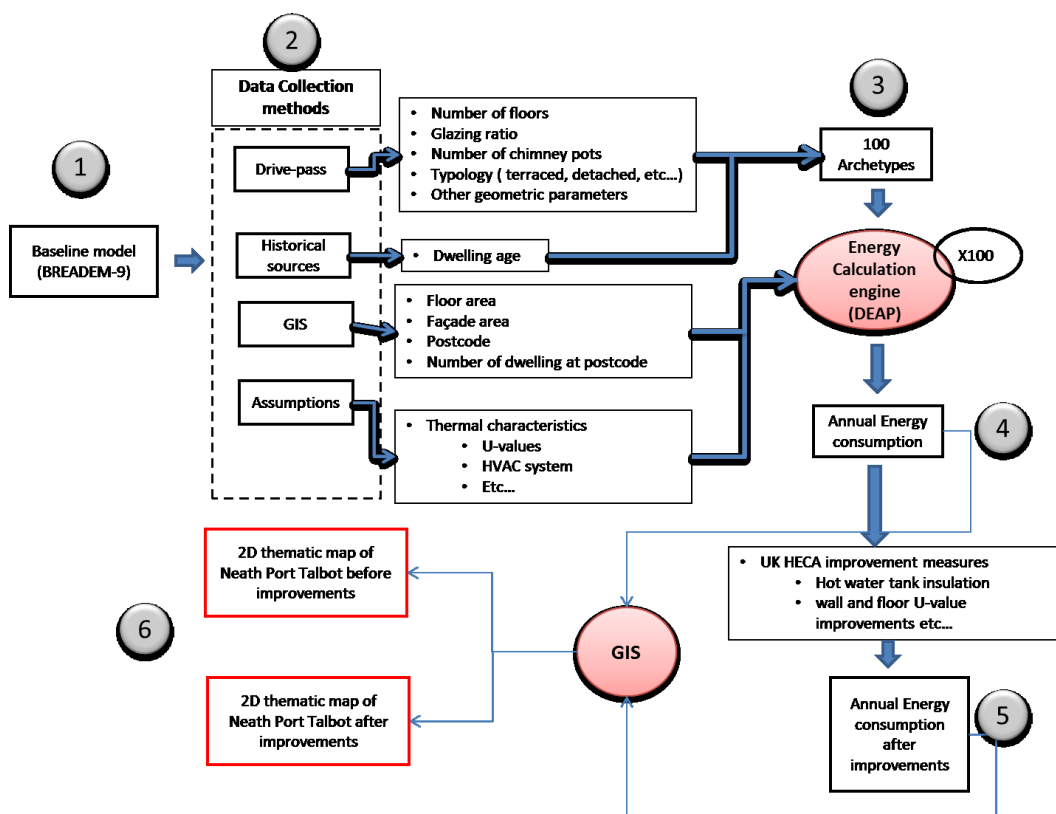 1
Baseline model
(BREADEM-9)
2
Data Collection
methods
Drive-pass
Historical
sources
GIS
Assumptions
• Number of floors
• Glazing ratio
• Number of chimney pots
• Typology ( terraced, detached, etc...)
• Other geometric parameters
• Dwelling age
• Floor area
• Façade area
• Postcode
• Number of dwelling at postcode
• Thermal characteristics
• U-values
• HVAC system
• Etc...
3
100
Archetypes
Energy
Calculation
engine
(DEAP)
X100
Annual Energy
consumption
4
• UK HECA improvement measures
• Hot water tank insulation
• wall and floor U-value
improvements etc...
Annual Energy
consumption
after
improvements
5
GIS
6
2D thematic map of
Neath Port Talbot before
improvements
2D thematic map of
Neath Port Talbot after
improvements